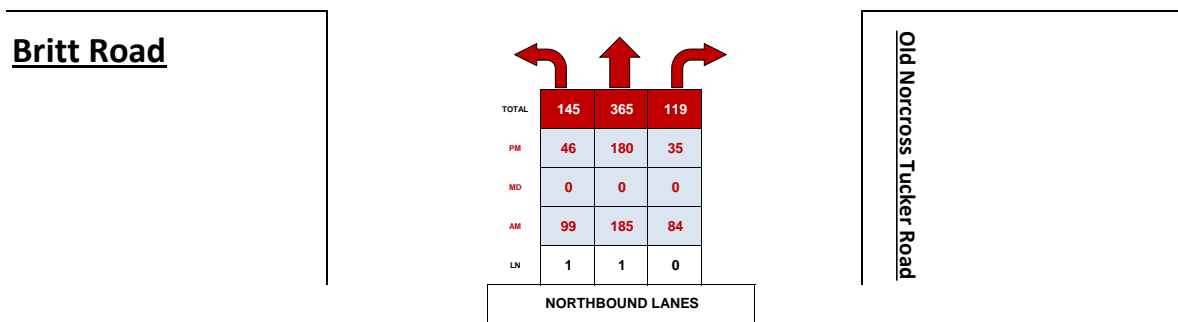 Britt Road
TOTAL 145 365 119
PM 46 180 35
MD 0 0 0
AM 99 185 84
LN 1 1 0
NORTHBOUND LANES
Old Norcross Tucker Road